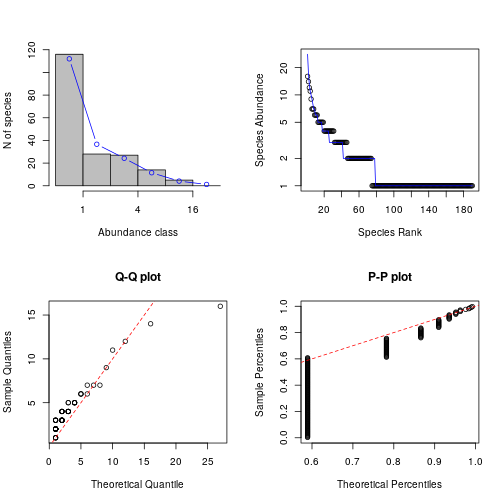 N of species
0 20 40 60 80 120
1 4 16
Abundance class
Species Abundance
1 2 5 10 20
20 60 100 140 180
Species Rank
Q-Q plot
Sample Quantiles
5 10 15
0 5 10 15 20 25
Theoretical Quantile
P-P plot
Sample Percentiles
0.0 0.2 0.4 0.6 0.8 1.0
0.6 0.7 0.8 0.9 1.0
Theoretical Percentiles